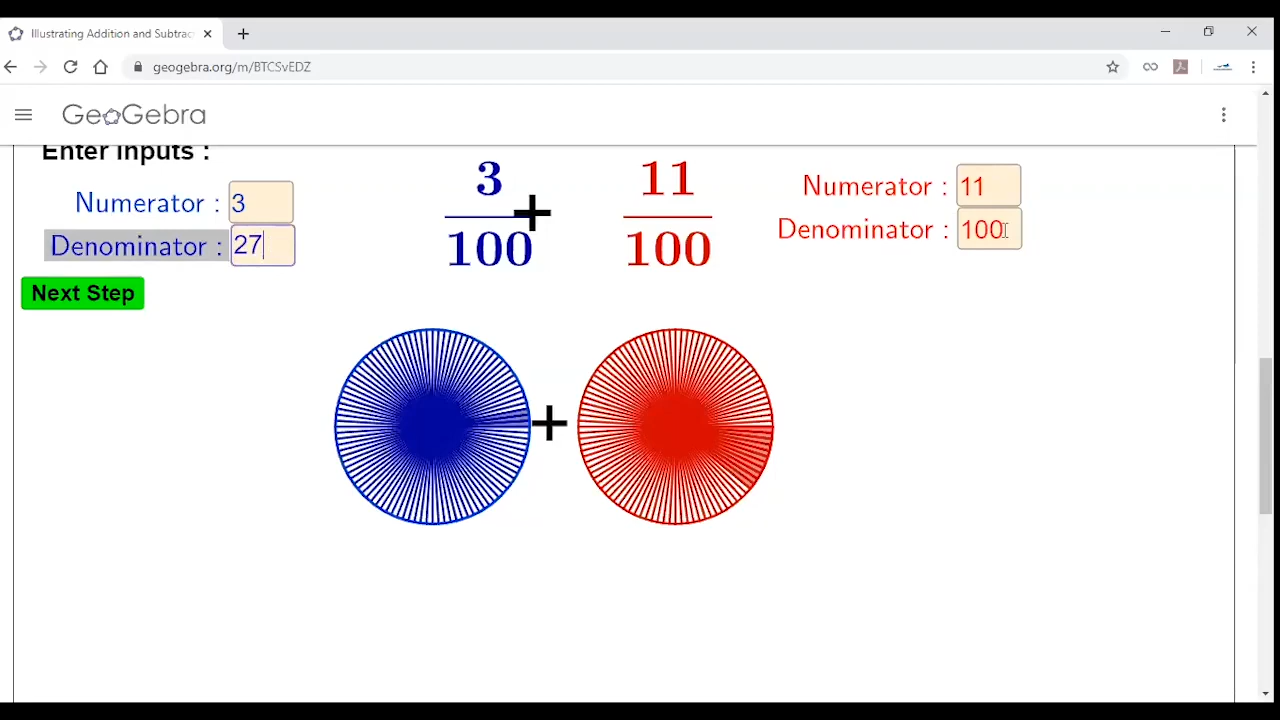 Illustrating Addition and Subtrac
geogebra.org/m/BTCSvEDZ
GeoGebra
Enter inputs :
Numerator : 3
Denominator : 27
Next Step
3
100
+
11
100
Numerator : 11
Denominator : 100
+